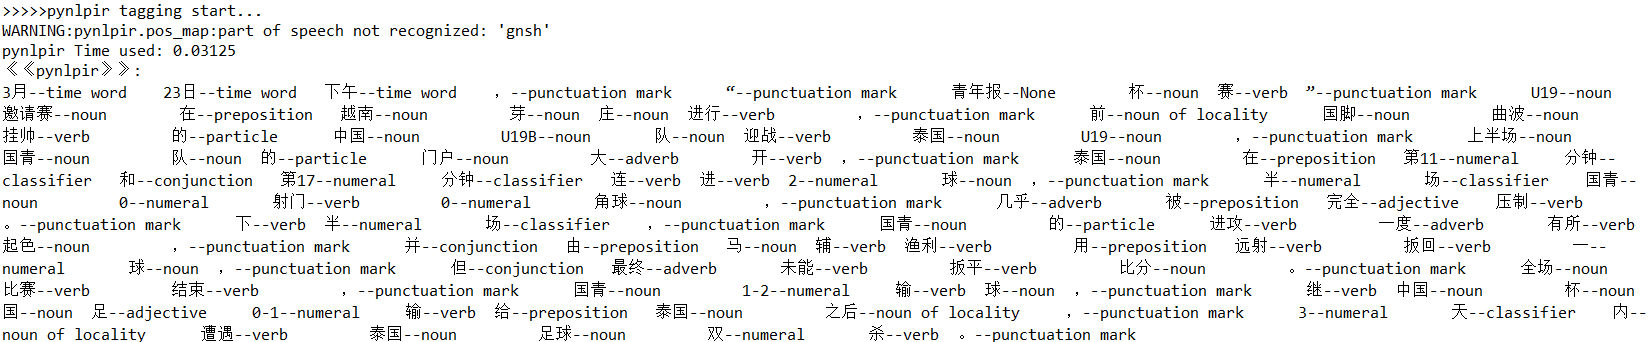 >>>>>pynlpir tagging start...
WARNING:pynlpir.pos_map:part of speech not recognized: 'gnsh'
pynlpir Time used: 0.03125
《《pynlpir》》:
3月--time word 23日--time word 下午--time word ，--punctuation mark “--punctuation mark 青年报--None 杯--noun 赛--verb ”--punctuation mark U19--noun
邀请赛--noun 在--preposition 越南--noun 芽--noun 庄--noun 进行--verb ，--punctuation mark 前--noun of locality 国脚--noun 曲波--noun
挂帅--verb 的--particle 中国--noun U19B--noun 队--noun 迎战--verb 泰国--noun U19--noun ，--punctuation mark 上半场--noun
国青--noun 队--noun 的--particle 门户--noun 大--adverb 开--verb ，--punctuation mark 泰国--noun 在--preposition 第11--numeral 分钟--
classifier 和--conjunction 第17--numeral 分钟--classifier 连--verb 进--verb 2--numeral 球--noun ，--punctuation mark 半--numeral 场--classifier 国青--
noun 0--numeral 射门--verb 0--numeral 角球--noun ，--punctuation mark 几乎--adverb 被--preposition 完全--adjective 压制--verb
。--punctuation mark 下--verb 半--numeral 场--classifier ，--punctuation mark 国青--noun 的--particle 进攻--verb 一度--adverb 有所--verb
起色--noun ，--punctuation mark 并--conjunction 由--preposition 马--noun 辅--verb 渔利--verb 用--preposition 远射--verb 扳回--verb 一--
numeral 球--noun ，--punctuation mark 但--conjunction 最终--adverb 未能--verb 扳平--verb 比分--noun 。--punctuation mark 全场--noun
比赛--verb 结束--verb ，--punctuation mark 国青--noun 1-2--numeral 输--verb 球--noun ，--punctuation mark 继--verb 中国--noun 杯--noun
国--noun 足--adjective 0-1--numeral 输--verb 给--preposition 泰国--noun 之后--noun of locality ，--punctuation mark 3--numeral 天--classifier 内--
noun of locality 遭遇--verb 泰国--noun 足球--noun 双--numeral 杀--verb 。--punctuation mark